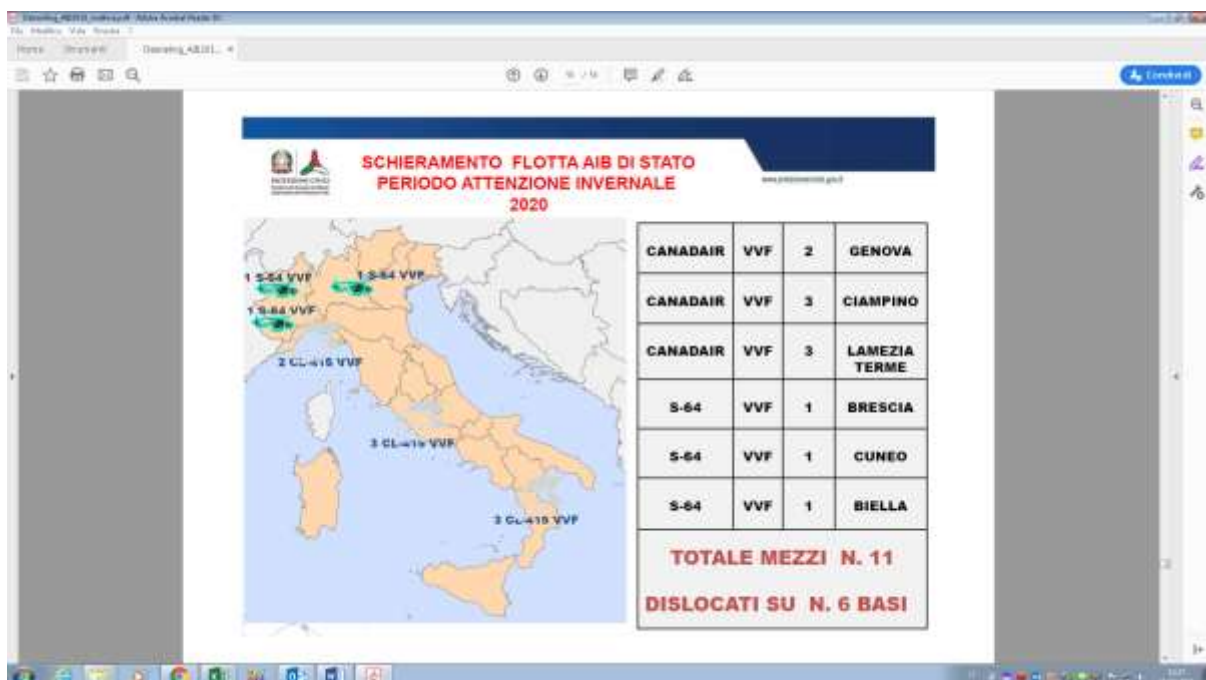 Home Strumenti
Condividi
SCHIERAMENTO FLOTTA AIB DI STATO
PERIODO ATTENZIONE INVERNALE
2020
1 S-64 VVF
1 S-64 VVF
1 S-64 VVF
2 CL-415 VVF
3 CL-415 VVF
3 CL-415 VVF
CANADAIR VVF 2 GENOVA
CANADAIR VVF 3 CIAMPINO
CANADAIR VVF 3 LAMEZIA
TERME
S-64 VVF 1 BRESCIA
S-64 VVF 1 CUNEO
S-64 VVF 1 BIELLA
TOTALE MEZZI N. 11
DISLOCATI SU N. 6 BASI